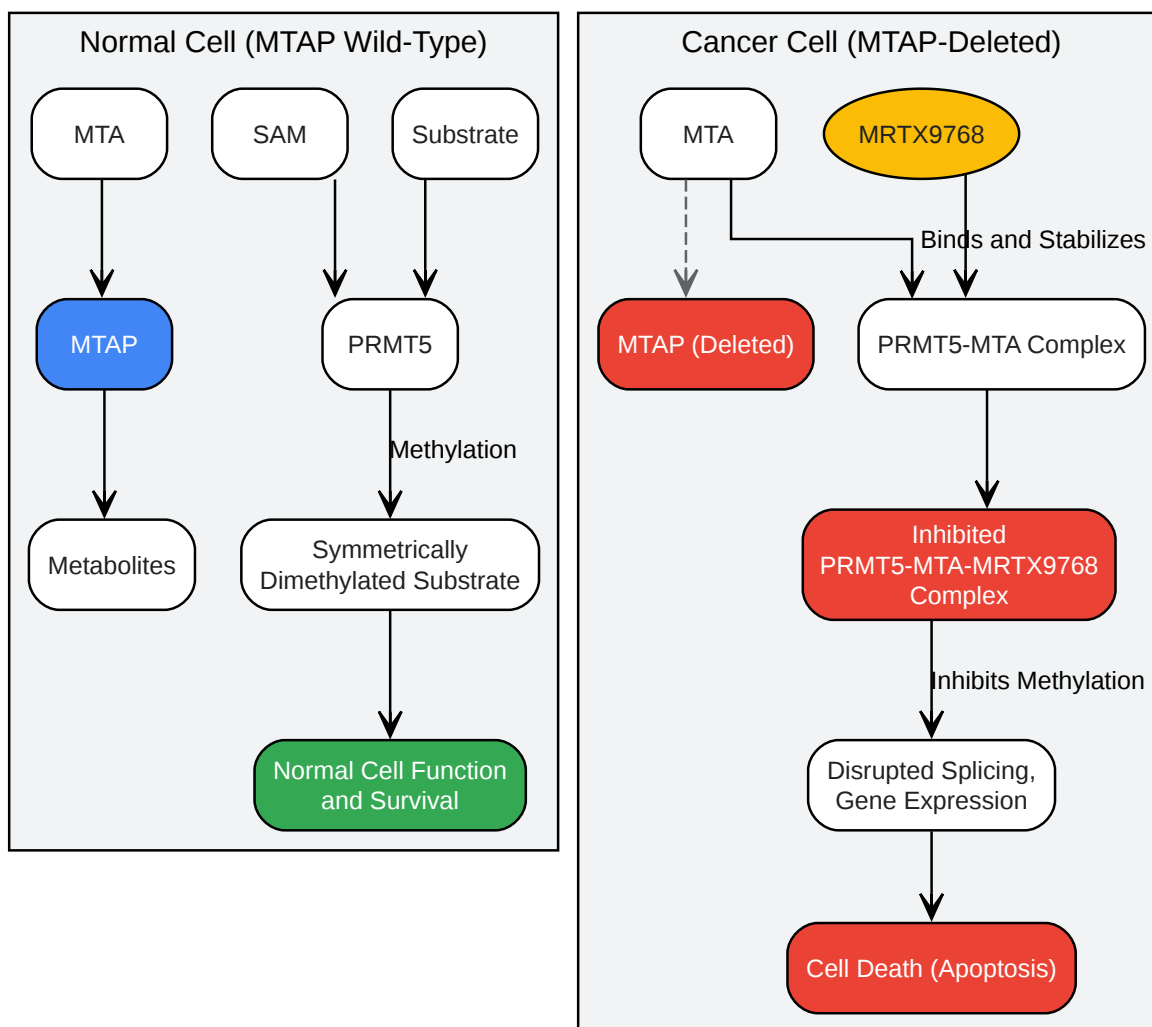 Normal Cell (MTAP Wild-Type)
MTA
SAM
Substrate
MTAP
PRMT5
Methylation
Metabolites
Symmetrically
Dimethylated Substrate
Normal Cell Function
and Survival
Cancer Cell (MTAP-Deleted)
MTA
MRTX9768
Binds and Stabilizes
MTAP (Deleted)
PRMT5-MTA Complex
Inhibited
PRMT5-MTA-MRTX9768
Complex
Inhibits Methylation
Disrupted Splicing,
Gene Expression
Cell Death (Apoptosis)